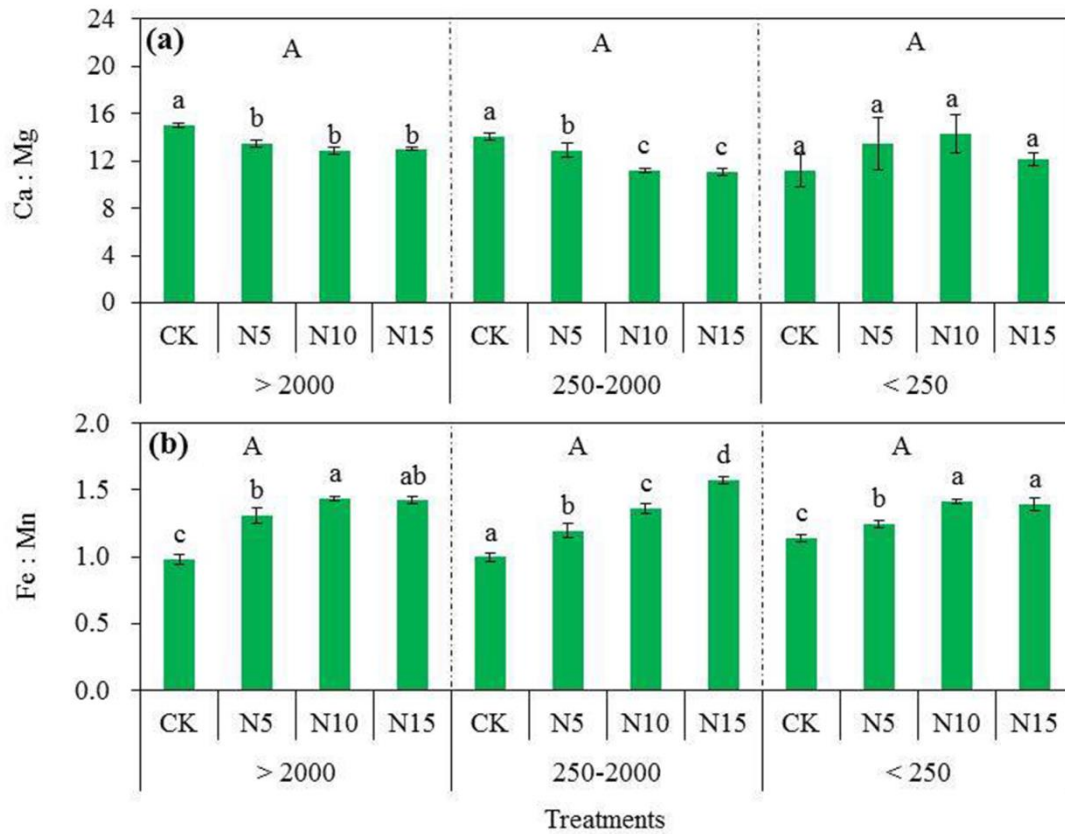 (a)
A A A
a b b b a b c c a a a a
Ca : Mg
24
20
16
12
8
4
0
CK N5 N10 N15 CK N5 N10 N15 CK N5 N10 N15
> 2000 250-2000 < 250
(b)
A A A
c b a ab a b c d c b a a
Fe : Mn
2.0
1.5
1.0
0.5
0.0
CK N5 N10 N15 CK N5 N10 N15 CK N5 N10 N15
> 2000 250-2000 < 250
Treatments